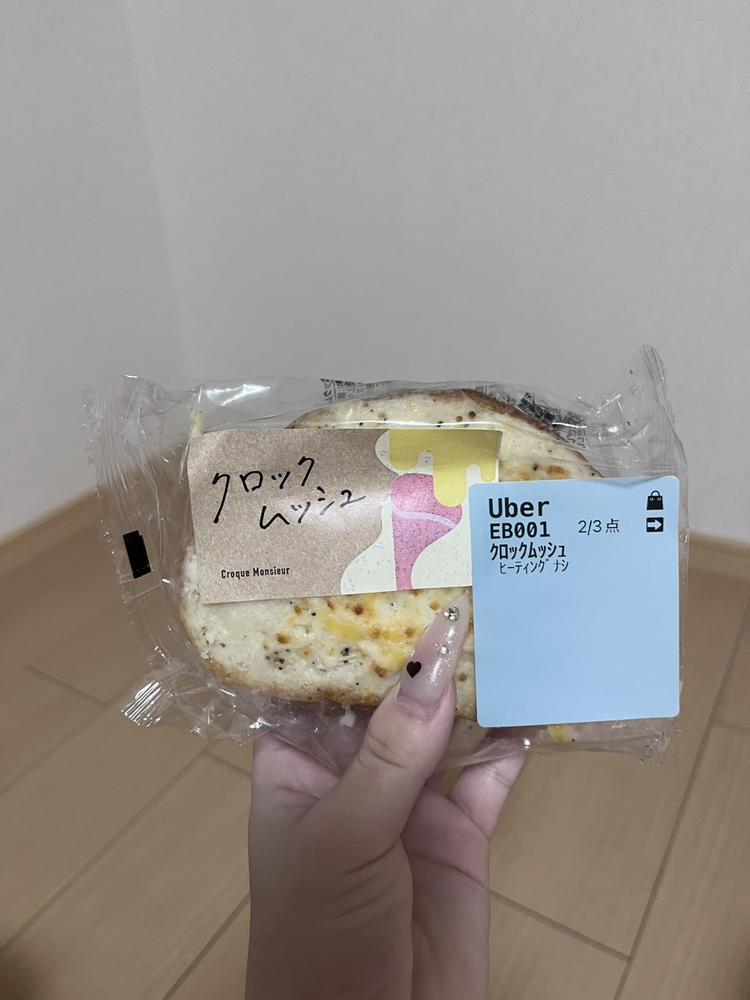 クロック
ムッシュ
Croque Monsieur
Uber
EB001 2/3点
クロックムッシュ
ヒーティングナシ